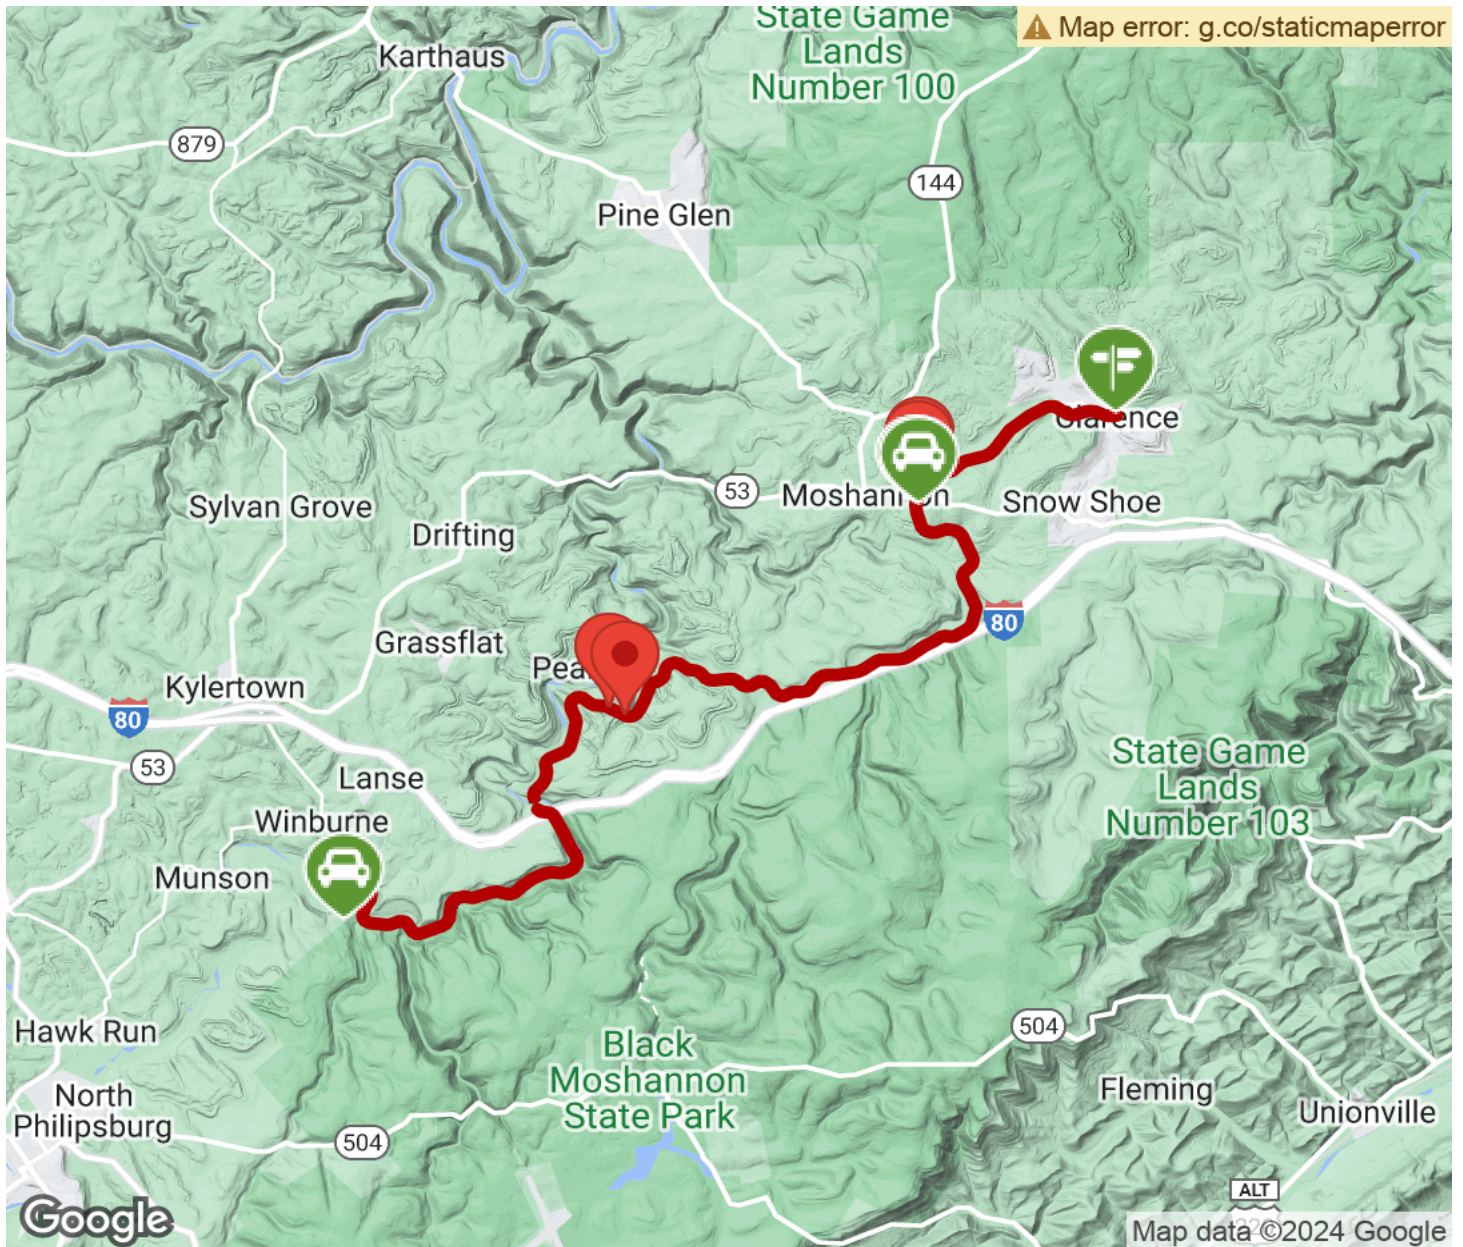 State Game
Lands
Number 100
Map error: g.co/staticmaperror
Karthaus
879
144
Pine Glen
Clarence
53
Sylvan Grove
Drifting
Snow Shoe
80
Grassflat
Kylertown
80
53
Lanse
State Game
Lands
Number 103
Winburne
Munson
504
Hawk Run
Black
Moshannon
State Park
Fleming
North
Philipsburg
Unionville
504
ALT
Google
Map data ©2024 Google